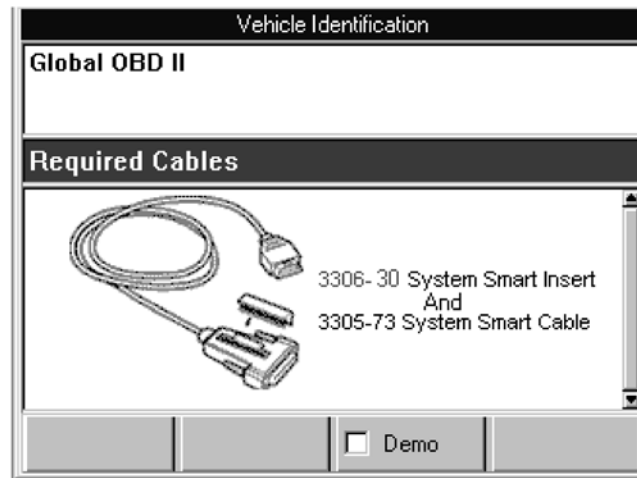 Vehicle Identification
Global OBD II
Required Cables
3306-30 System Smart Insert
And
3305-73 System Smart Cable
Demo